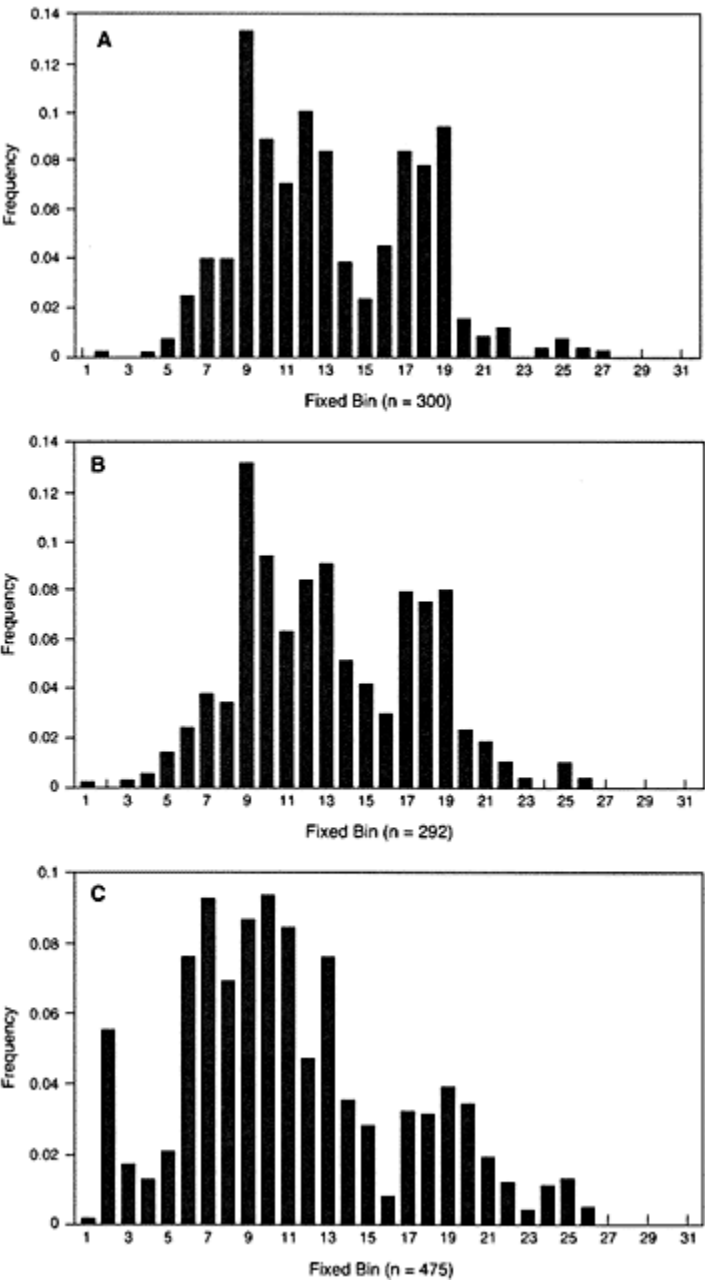 A
0.14
0.12
0.1
0.08
0.06
0.04
0.02
0
Frequency
1 3 5 7 9 11 13 15 17 19 21 23 25 27 29 31
Fixed Bin (n = 300)
B
0.14
0.12
0.1
0.08
0.06
0.04
0.02
0
Frequency
1 3 5 7 9 11 13 15 17 19 21 23 25 27 29 31
Fixed Bin (n = 292)
C
0.1
0.08
0.06
0.04
0.02
0
Frequency
1 3 5 7 9 11 13 15 17 19 21 23 25 27 29 31
Fixed Bin (n = 475)